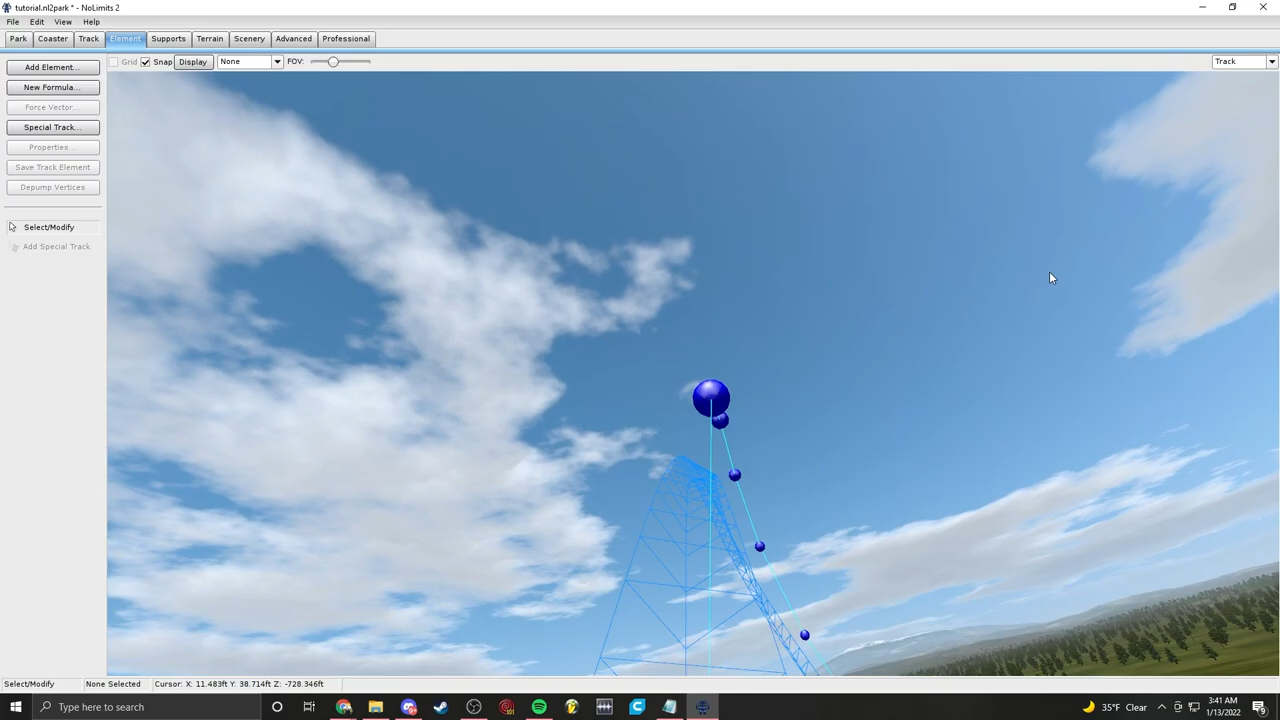 tutorial.nl2park * - NoLimits 2
File Edit View Help
Park Coaster Track Element Supports Terrain Scenery Advanced Professional
Grid Snap Display None FOV: Track
Add Element...
New Formula...
Force Vector...
Special Track...
Properties...
Save Track Element
Depump Vertices
Select/Modify
Add Special Track
Select/Modify None Selected Cursor: X: 11.483ft Y: 38.714ft Z: -728.346ft
Type here to search
35°F Clear
3:41 AM
1/13/2022